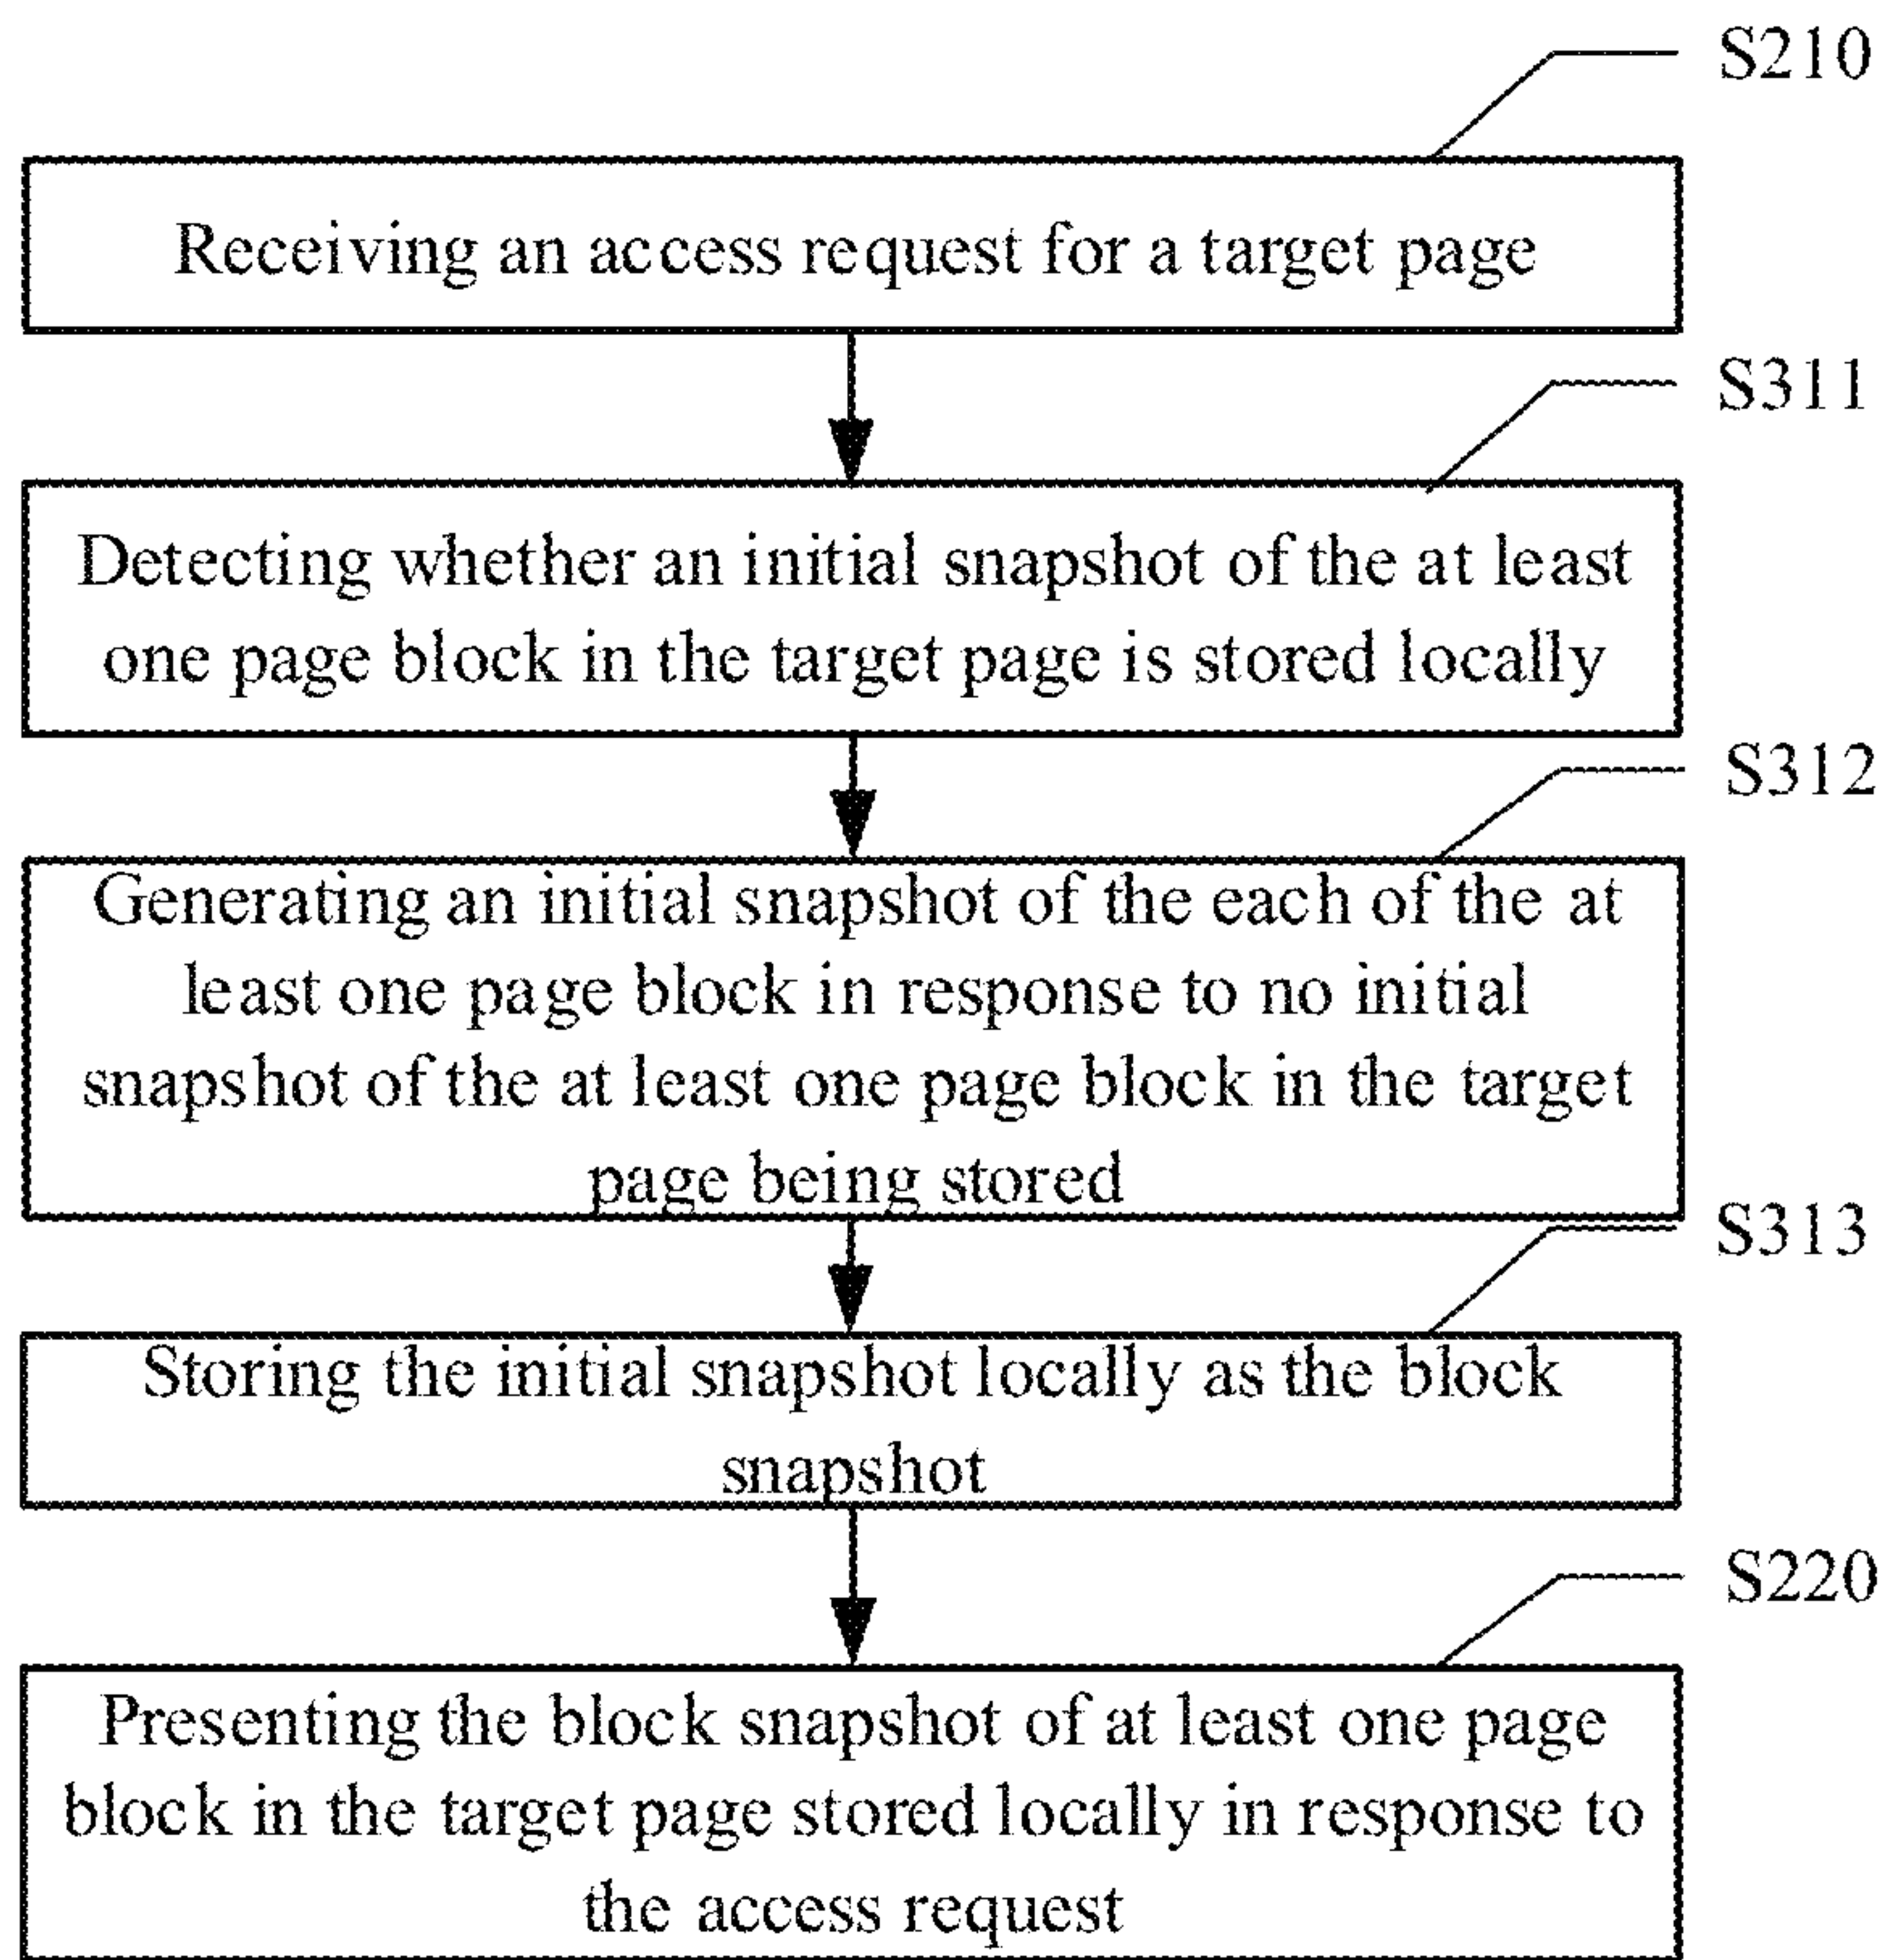 S210
Receiving an access request for a target page
S311
Detecting whether an initial snapshot of the at least
one page block in the target page is stored locally
S312
Generating an initial snapshot of the each of the at
least one page block in response to no initial
snapshot of the at least one page block in the target
page being stored
S313
Storing the initial snapshot locally as the block
snapshot
S220
Presenting the block snapshot of at least one page
block in the target page stored locally in response to
the access request